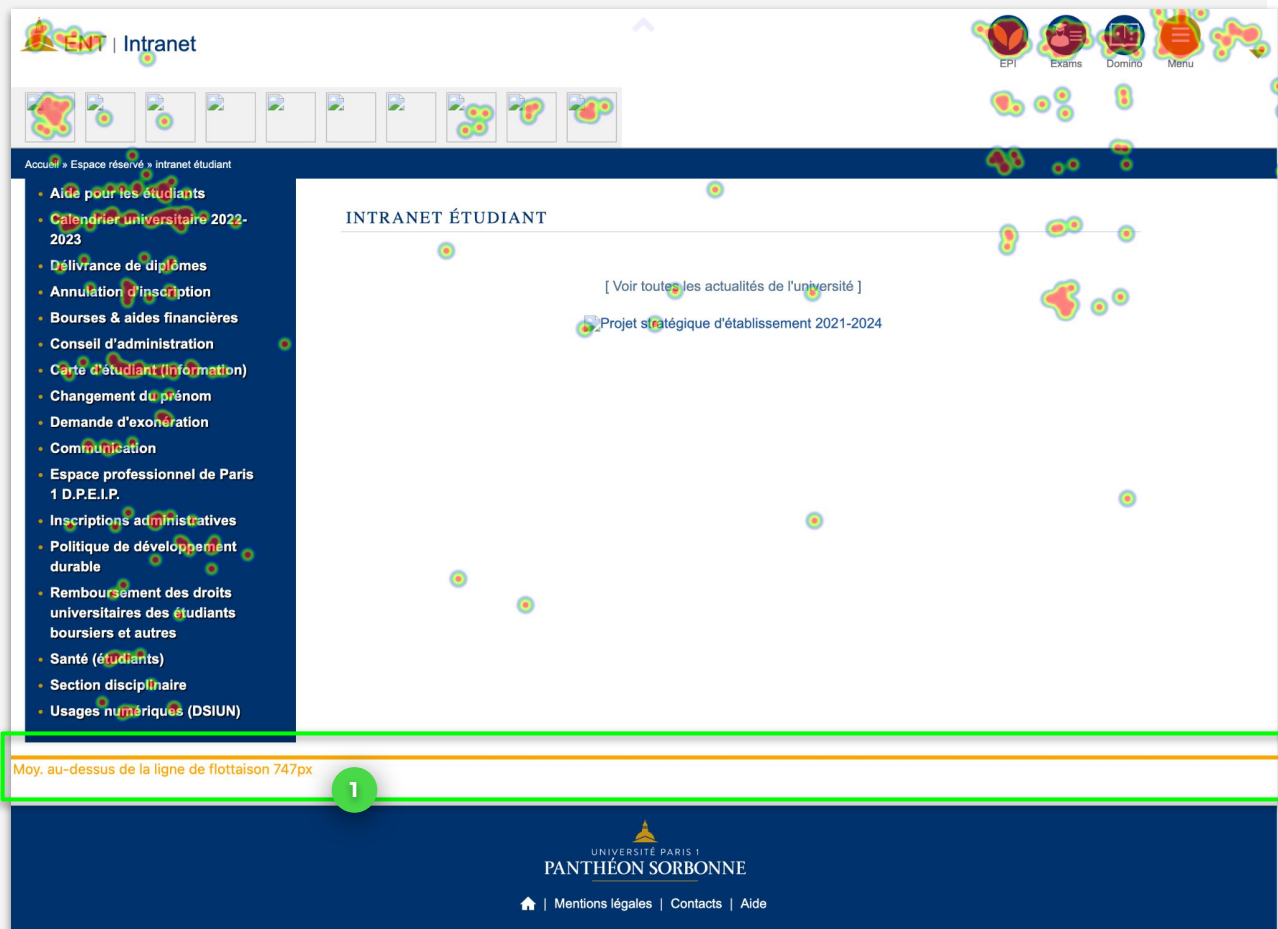 ENT | Intranet
EPI
Exams
Domino
Menu
Accueil » Espace réservé » intranet étudiant
• Aide pour les étudiants
• Calendrier universitaire 2022-
2023
• Délivrance de diplômes
• Annulation d'inscription
• Bourses & aides financières
• Conseil d'administration
• Carte d'étudiant (Information)
• Changement du prénom
• Demande d'exonération
• Communication
• Espace professionnel de Paris
1 D.P.E.I.P.
• Inscriptions administratives
• Politique de développement
durable
• Remboursement des droits
universitaires des étudiants
boursiers et autres
• Santé (étudiants)
• Section disciplinaire
• Usages numériques (DSIUN)
INTRANET ÉTUDIANT
[ Voir toutes les actualités de l'université ]
Projet stratégique d'établissement 2021-2024
Moy. au-dessus de la ligne de flottaison 747px
1
UNIVERSITÉ PARIS 1
PANTHÉON SORBONNE
| Mentions légales | Contacts | Aide